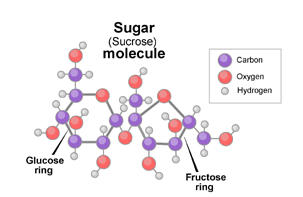 Sugar
(Sucrose)
molecule
Carbon
Oxygen
Hydrogen
Glucose
ring
Fructose
ring